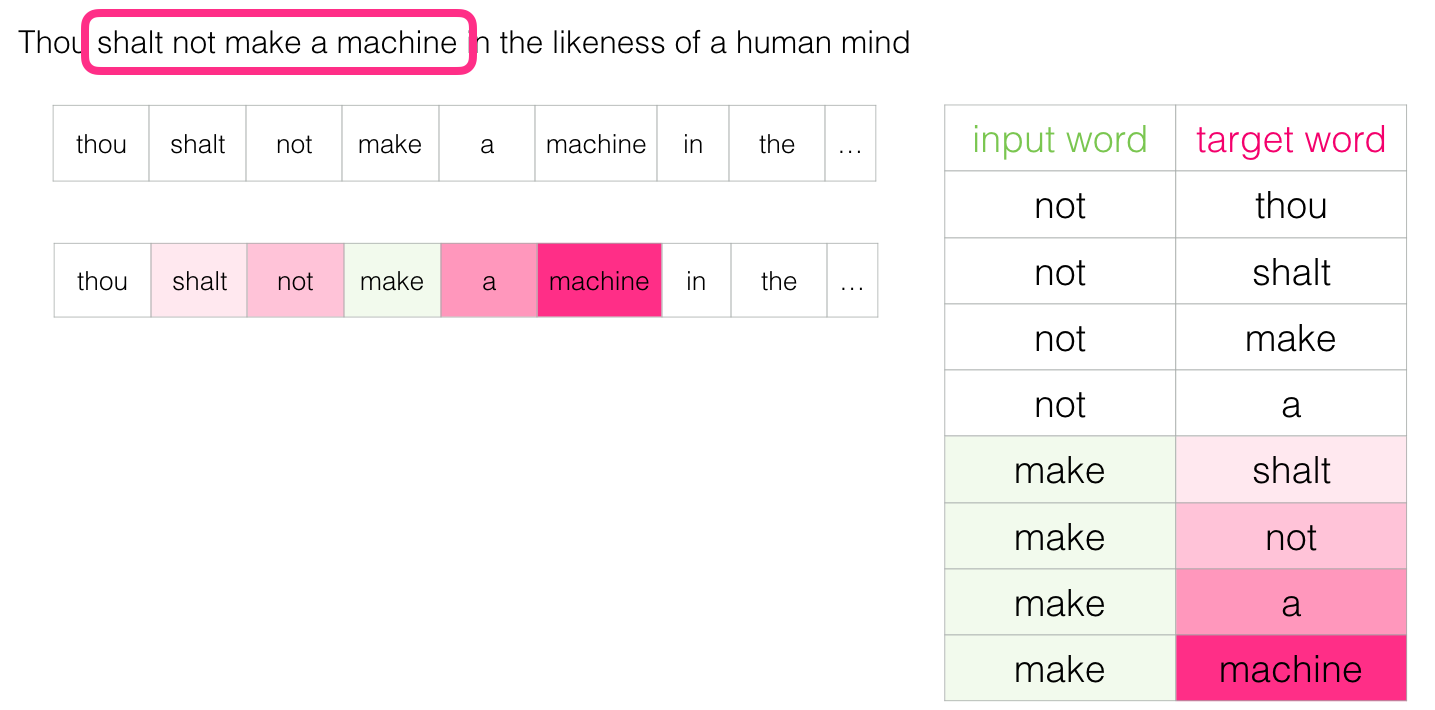 Thou shalt not make a machine in the likeness of a human mind
thou shalt not make a machine in the ...
thou shalt not make a machine in the ...
input word target word
not thou
not shalt
not make
not a
make shalt
make not
make a
make machine